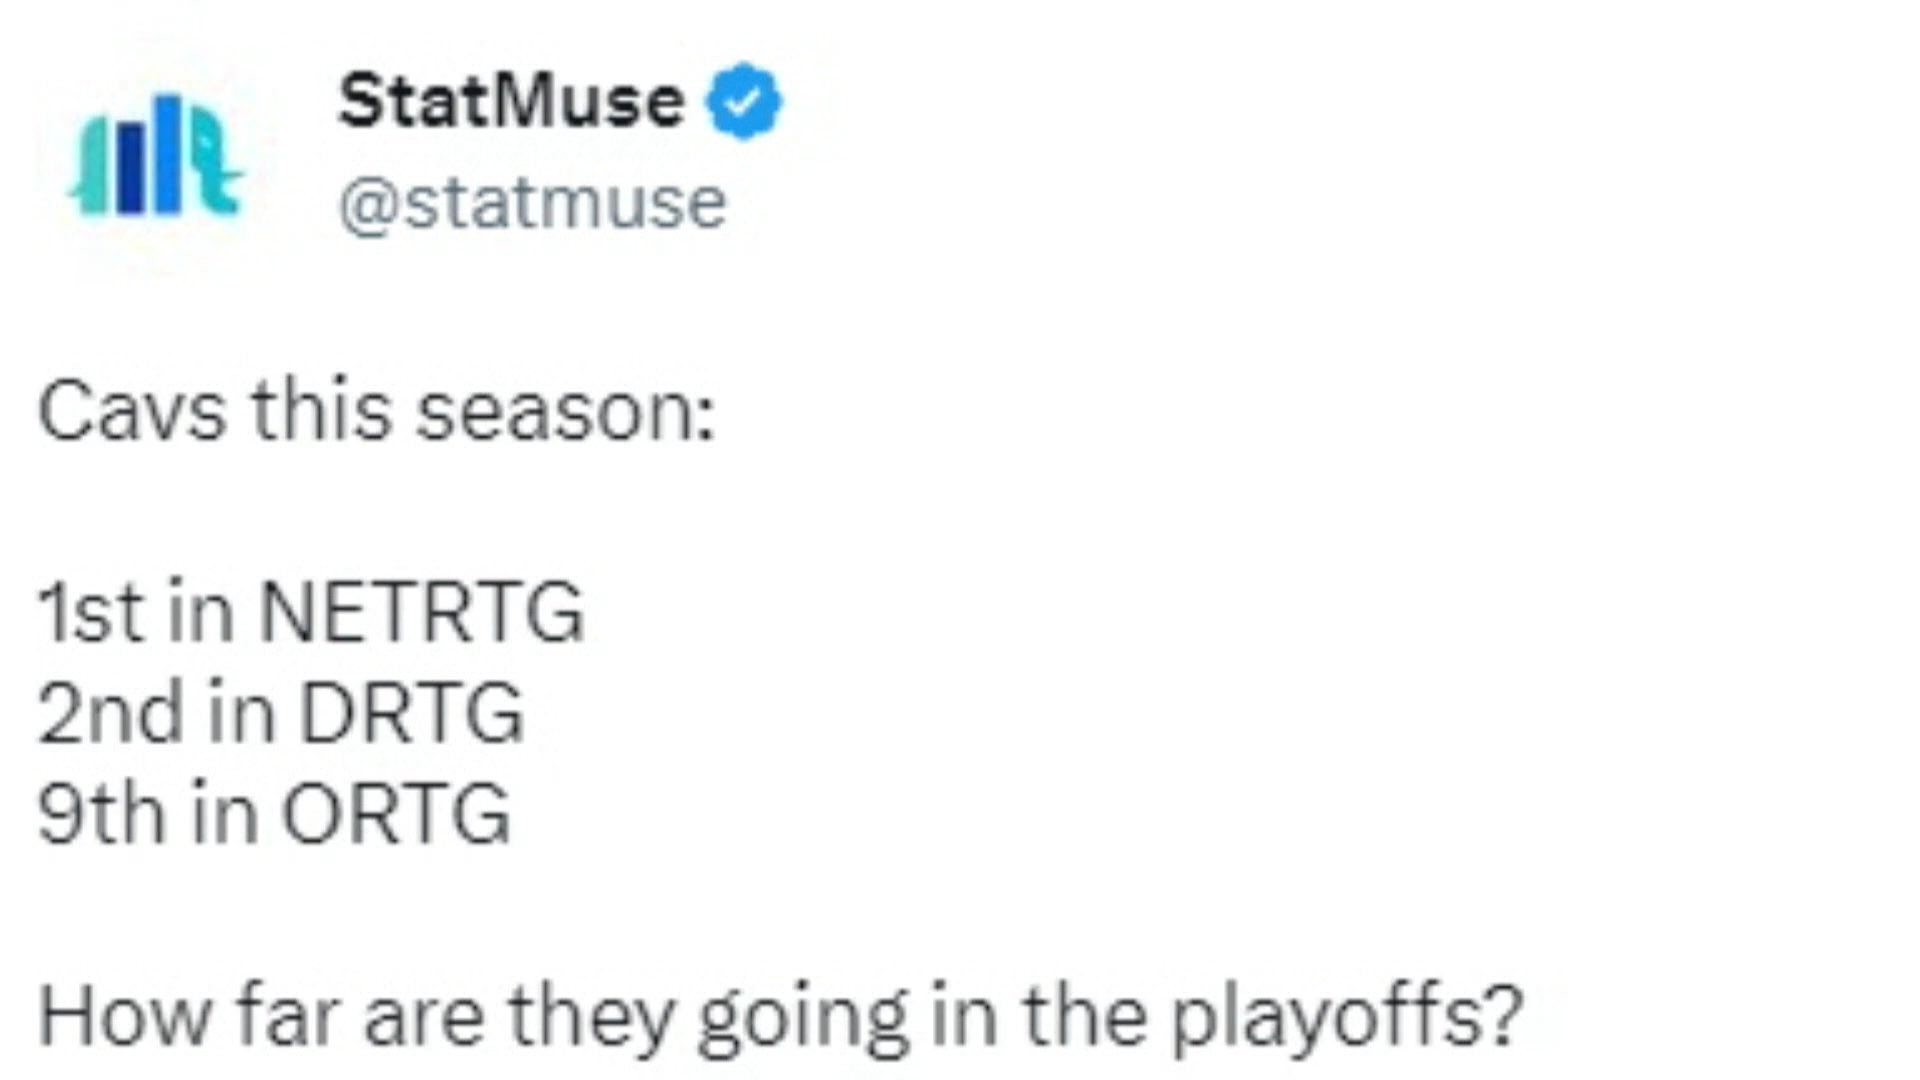 StatMuse
@statmuse
Cavs this season:
1st in NETRTG
2nd in DRTG
9th in ORTG
How far are they going in the playoffs?